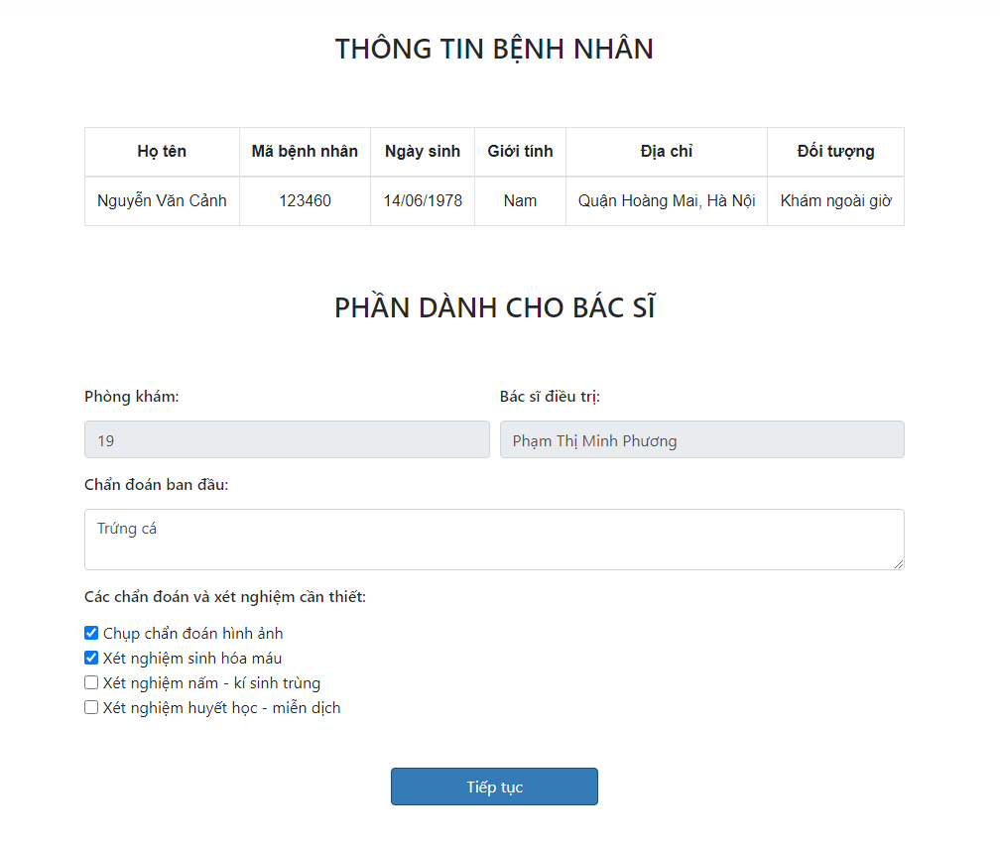 THÔNG TIN BỆNH NHÂN
Họ tên Mã bệnh nhân Ngày sinh Giới tính Địa chỉ Đối tượng
Nguyễn Văn Cảnh 123460 14/06/1978 Nam Quận Hoàng Mai, Hà Nội Khám ngoài giờ
PHẦN DÀNH CHO BÁC SĨ
Phòng khám: Bác sĩ điều trị:
19 Phạm Thị Minh Phương
Chẩn đoán ban đầu:
Trứng cá
Các chẩn đoán và xét nghiệm cần thiết:
Chụp chẩn đoán hình ảnh
Xét nghiệm sinh hóa máu
Xét nghiệm nấm - kí sinh trùng
Xét nghiệm huyết học - miễn dịch
Tiếp tục